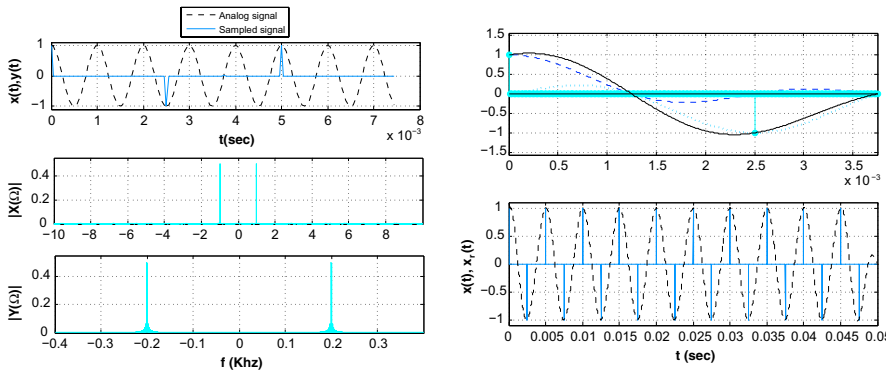 Analog signal
Sampled signal
x(t),y(t)
1
0
−1
0 1 2 3 4 5 6 7 8
x 10⁻³
t(sec)
|X(Ω)|
0.4
0.2
0
−10 −8 −6 −4 −2 0 2 4 6 8
|Y(Ω)|
0.4
0.2
0
−0.4 −0.3 −0.2 −0.1 0 0.1 0.2 0.3
f (Khz)
1.5
1
0.5
0
−0.5
−1
−1.5
0 0.5 1 1.5 2 2.5 3 3.5
x 10⁻³
x(t), xᵣ(t)
1
0.5
0
−0.5
−1
0 0.005 0.01 0.015 0.02 0.025 0.03 0.035 0.04 0.045 0.05
t (sec)